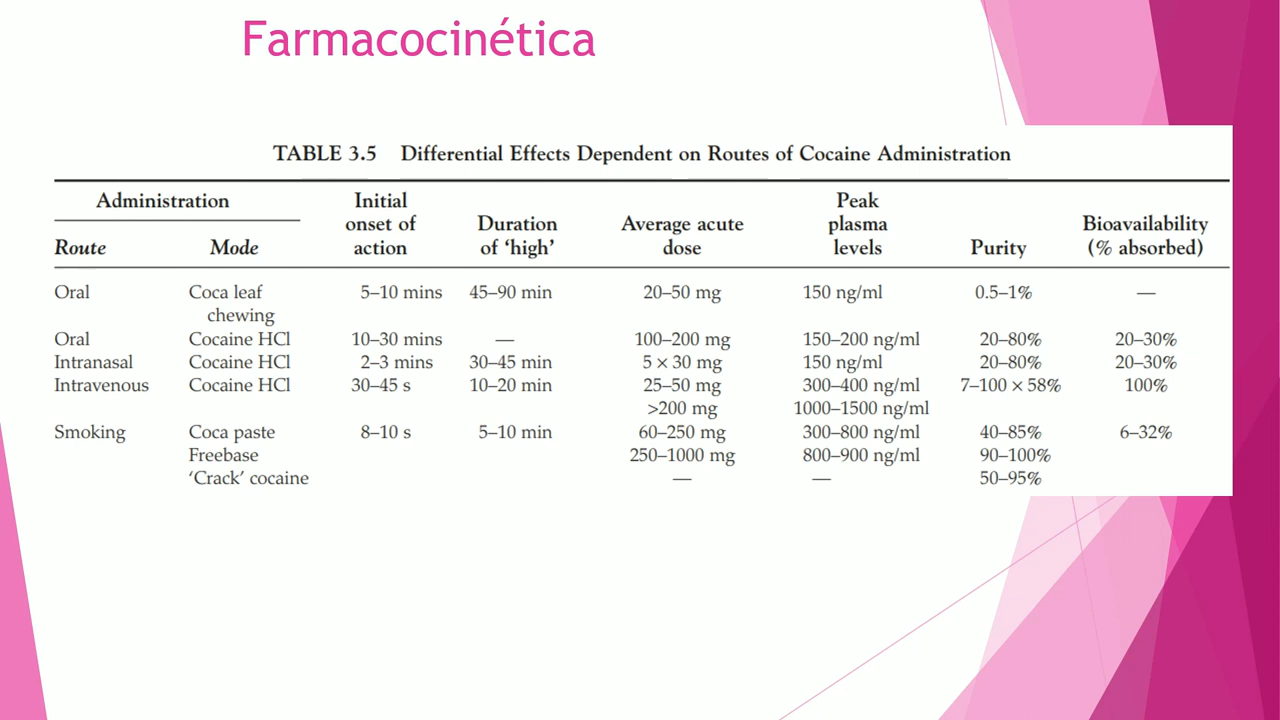 Farmacocinética
TABLE 3.5 Differential Effects Dependent on Routes of Cocaine Administration
Administration Initial onset of action Duration of ‘high’ Average acute dose Peak plasma levels Purity Bioavailability (% absorbed)
Route Mode
Oral Coca leaf chewing 5–10 mins 45–90 min 20–50 mg 150 ng/ml 0.5–1% —
Oral Cocaine HCl 10–30 mins — 100–200 mg 150–200 ng/ml 20–80% 20–30%
Intranasal Cocaine HCl 2–3 mins 30–45 min 5 × 30 mg 150 ng/ml 20–80% 20–30%
Intravenous Cocaine HCl 30–45 s 10–20 min 25–50 mg 300–400 ng/ml 7–100 × 58% 100%
>200 mg 1000–1500 ng/ml
Smoking Coca paste 8–10 s 5–10 min 60–250 mg 300–800 ng/ml 40–85% 6–32%
Freebase 250–1000 mg 800–900 ng/ml 90–100%
‘Crack’ cocaine — — 50–95%